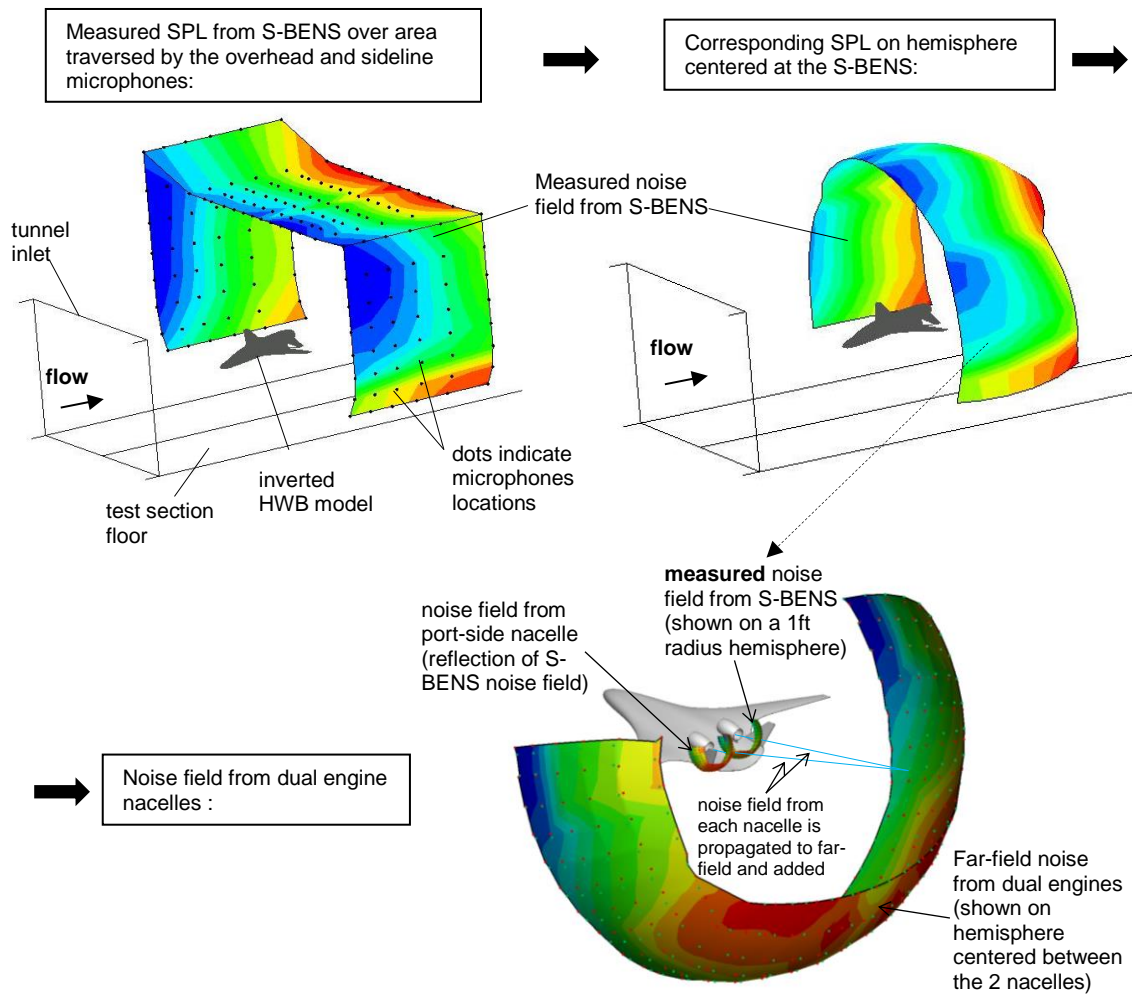 Measured SPL from S-BENS over area
traversed by the overhead and sideline
microphones:
Corresponding SPL on hemisphere
centered at the S-BENS:
Measured noise
field from S-BENS
tunnel
inlet
flow
flow
dots indicate
microphones
locations
inverted
HWB model
test section
floor
measured noise
field from S-BENS
(shown on a 1ft
radius hemisphere)
noise field from
port-side nacelle
(reflection of S-
BENS noise field)
Noise field from dual engine
nacelles :
noise field from
each nacelle is
propagated to far-
field and added
Far-field noise
from dual engines
(shown on
hemisphere
centered between
the 2 nacelles)